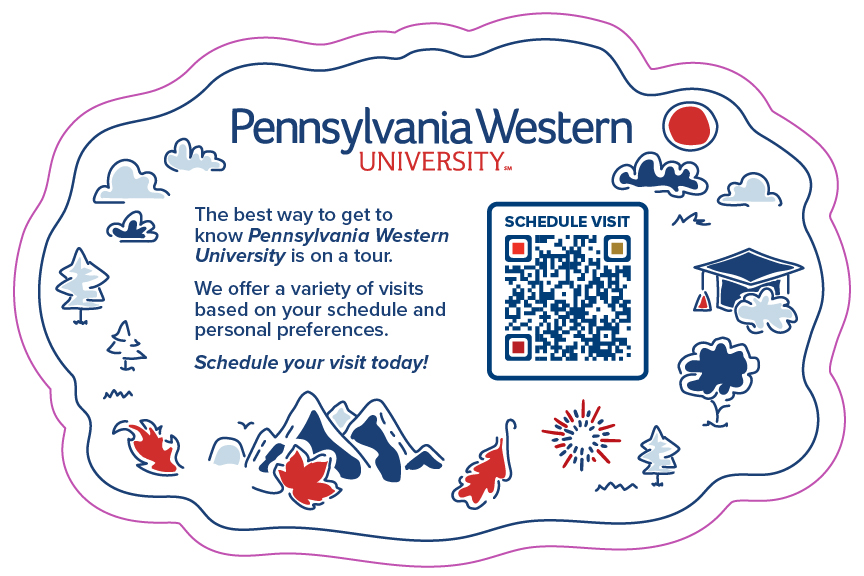 Pennsylvania Western
UNIVERSITY℠
The best way to get to
know Pennsylvania Western
University is on a tour.
We offer a variety of visits
based on your schedule and
personal preferences.
Schedule your visit today!
SCHEDULE VISIT